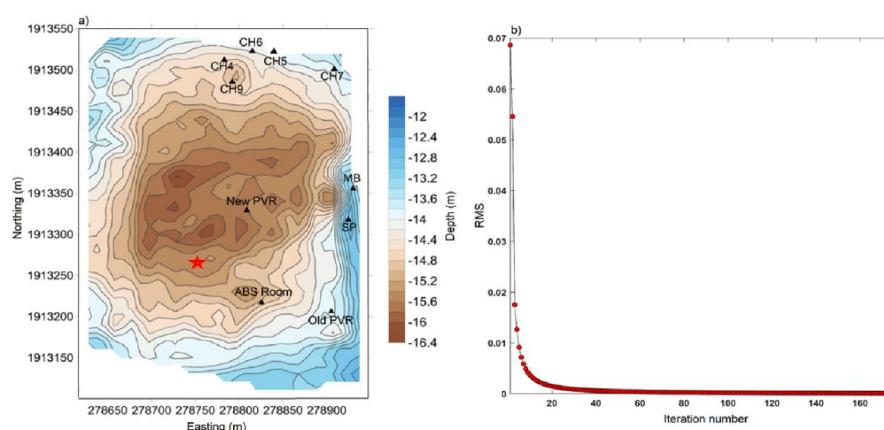 a)
1913550
1913500
1913450
1913400
1913350
1913300
1913250
1913200
1913150
Northing (m)
CH6
CH5
CH4
CH7
CH9
MB
New PVR
SP
ABS Room
Old PVR
278650 278700 278750 278800 278850 278900
Easting (m)
-12
-12.4
-12.8
-13.2
-13.6
-14
-14.4
-14.8
-15.2
-15.6
-16
-16.4
Depth (m)
b)
0.07
0.06
0.05
0.04
0.03
0.02
0.01
0
RMS
20 40 60 80 100 120 140 160
Iteration number